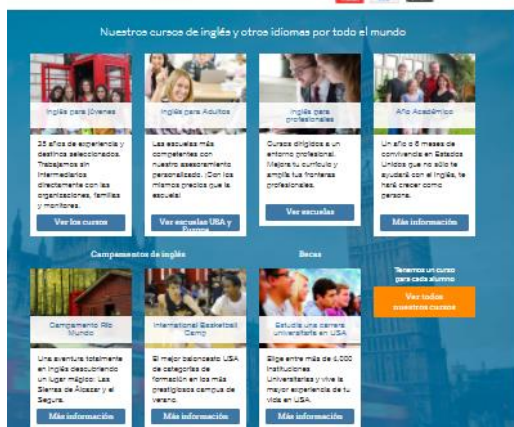 Nuestros cursos de inglés y otros idiomas por todo el mundo
Inglés para jóvenes
35 años de experiencia y
destinos seleccionados.
Trabajamos sin
intermediarios
directamente con las
organizaciones, familias
y monitores.
Ver los cursos
Inglés para Adultos
Las escuelas más
competentes con
nuestro asesoramiento
personalizado. ¡Con los
mismos precios que la
escuela!
Ver escuelas USA y
Europa
Inglés para
profesionales
Cursos dirigidos a un
entorno profesional.
Mejora tu currículo y
amplía tus fronteras
profesionales.
Ver escuelas
Año Académico
Un año o 6 meses de
convivencia en Estados
Unidos que no sólo te
ayudará con el inglés, te
hará crecer como
persona.
Más información
Campamentos de inglés
Becas
Campamento Río
Mundo
Una aventura totalmente
en inglés descubriendo
un lugar mágico: Las
Sierras de Alcazar y el
Segura.
Más información
International Basketball
Camp
El mejor baloncesto USA
de categorías de
formación en los más
prestigiosos campus de
verano.
Más información
Estudia una carrera
universitaria en USA
Elige entre más de 4.000
Instituciones
Universitarias y vive la
mayor experiencia de tu
vida en USA.
Más información
Tenemos un curso
para cada alumno
Ver todos
nuestros cursos